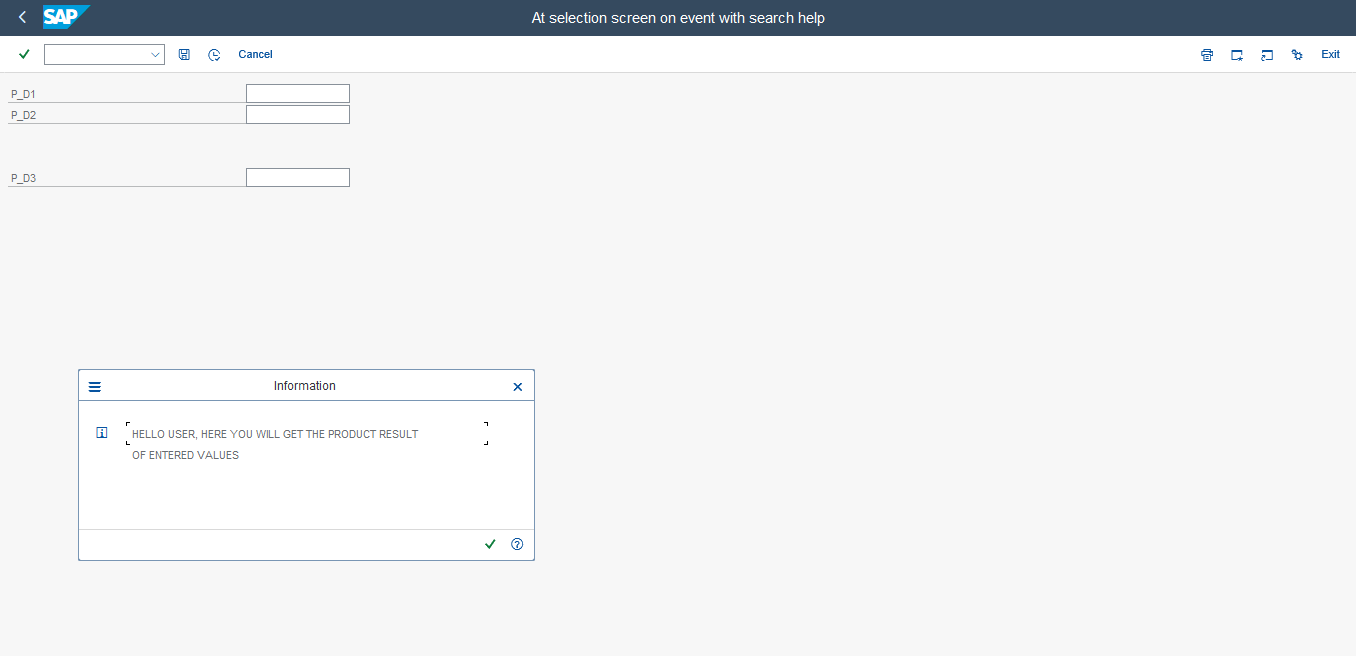 SAP
At selection screen on event with search help
Cancel
Exit
P_D1
P_D2
P_D3
Information
HELLO USER, HERE YOU WILL GET THE PRODUCT RESULT
OF ENTERED VALUES